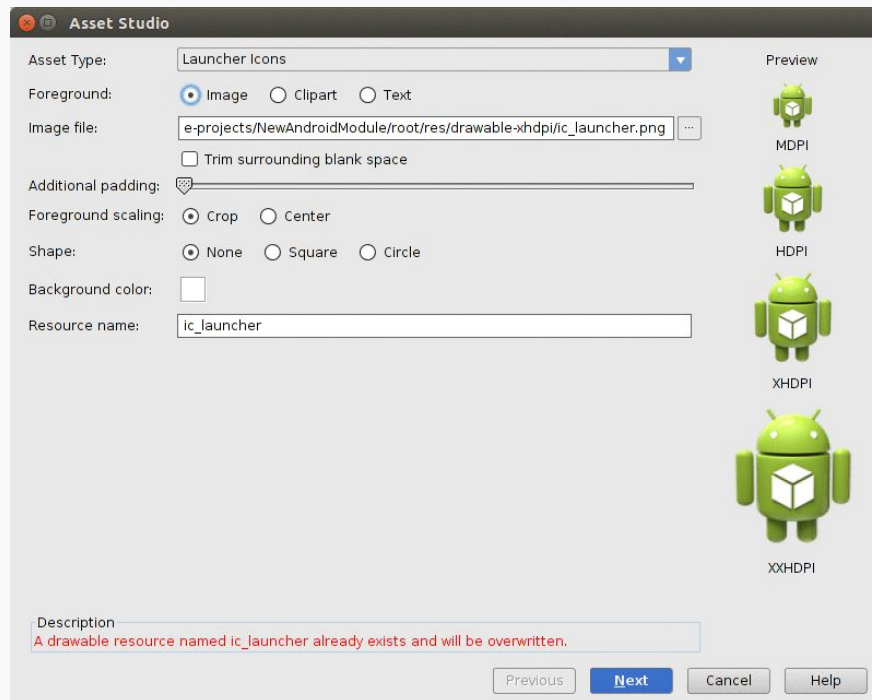 Asset Studio
Asset Type:
Launcher Icons
Preview
Foreground:
Image
Clipart
Text
Image file:
e-projects/NewAndroidModule/root/res/drawable-xhdpi/ic_launcher.png
...
Trim surrounding blank space
MDPI
Additional padding:
Foreground scaling:
Crop
Center
Shape:
None
Square
Circle
HDPI
Background color:
Resource name:
ic_launcher
XHDPI
XXHDPI
Description
A drawable resource named ic_launcher already exists and will be overwritten.
Previous
Next
Cancel
Help